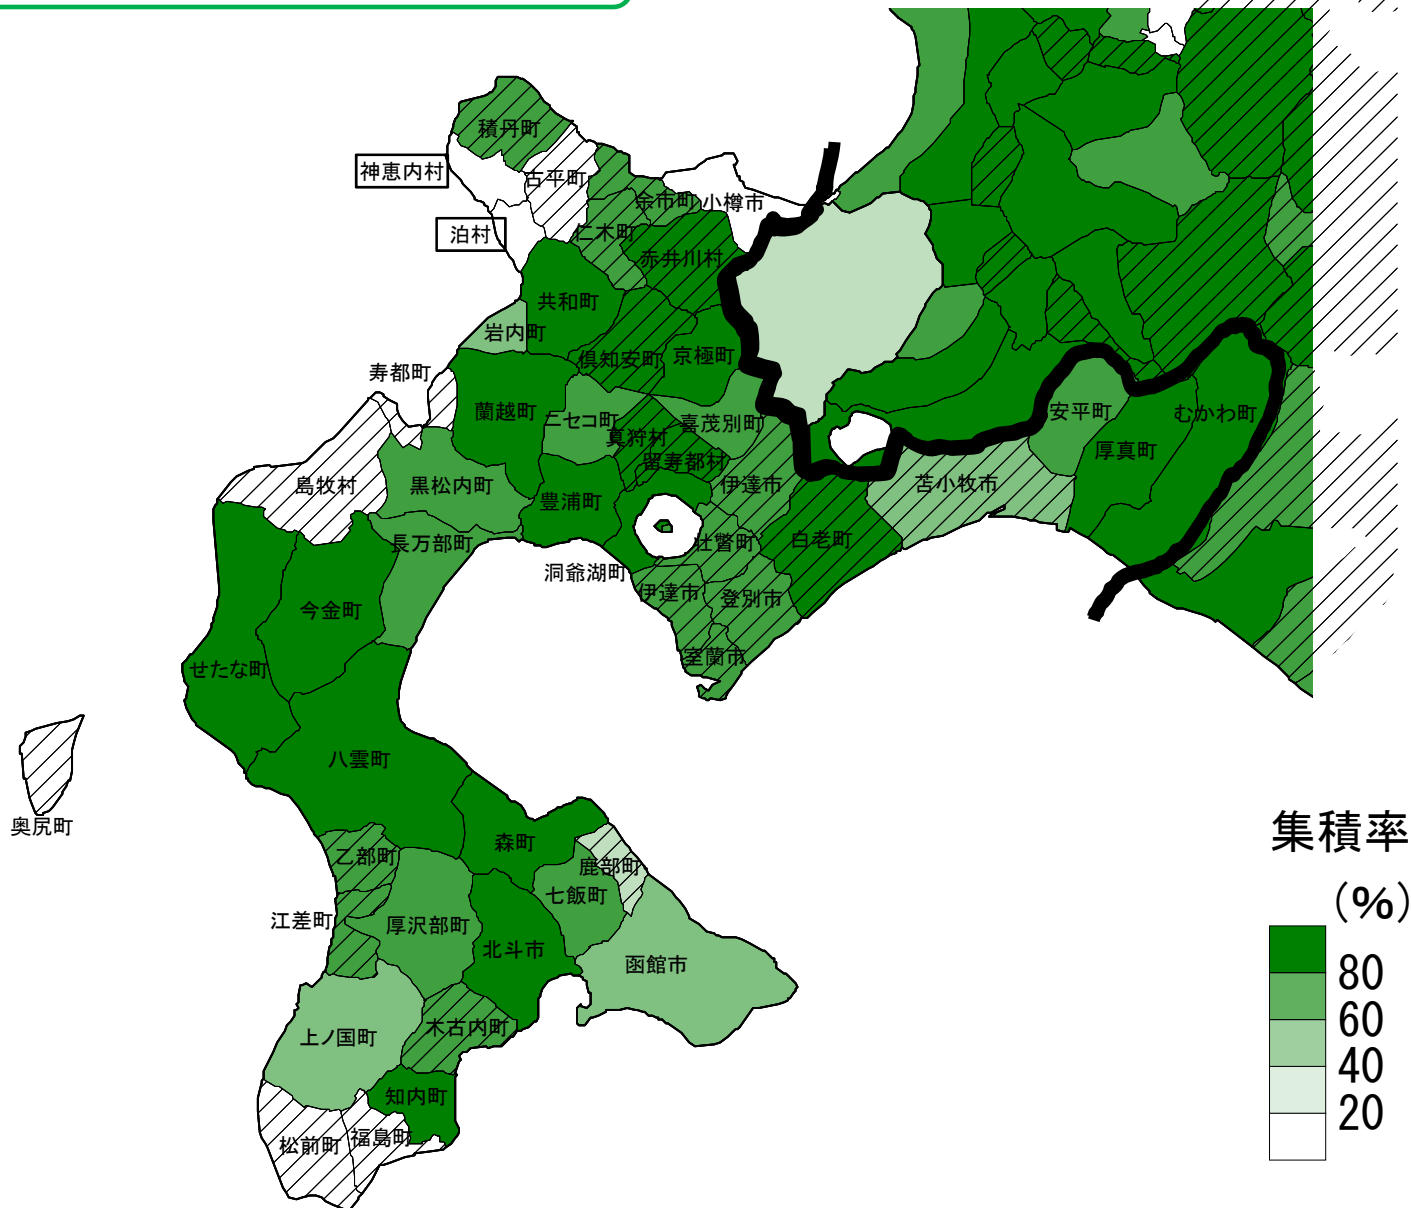 積丹町
神恵内村
古平町
余市町
小樽市
泊村
仁木町
赤井川村
共和町
岩内町
倶知安町
京極町
寿都町
蘭越町
ニセコ町
真狩村
喜茂別町
留寿都村
安平町
むかわ町
厚真町
島牧村
黒松内町
豊浦町
伊達市
苫小牧市
長万部町
壮瞥町
白老町
洞爺湖町
伊達市
登別市
今金町
室蘭市
せたな町
八雲町
奥尻町
森町
乙部町
鹿部町
七飯町
江差町
厚沢部町
北斗市
函館市
上ノ国町
木古内町
知内町
松前町
福島町
集積率
(%)
80
60
40
20